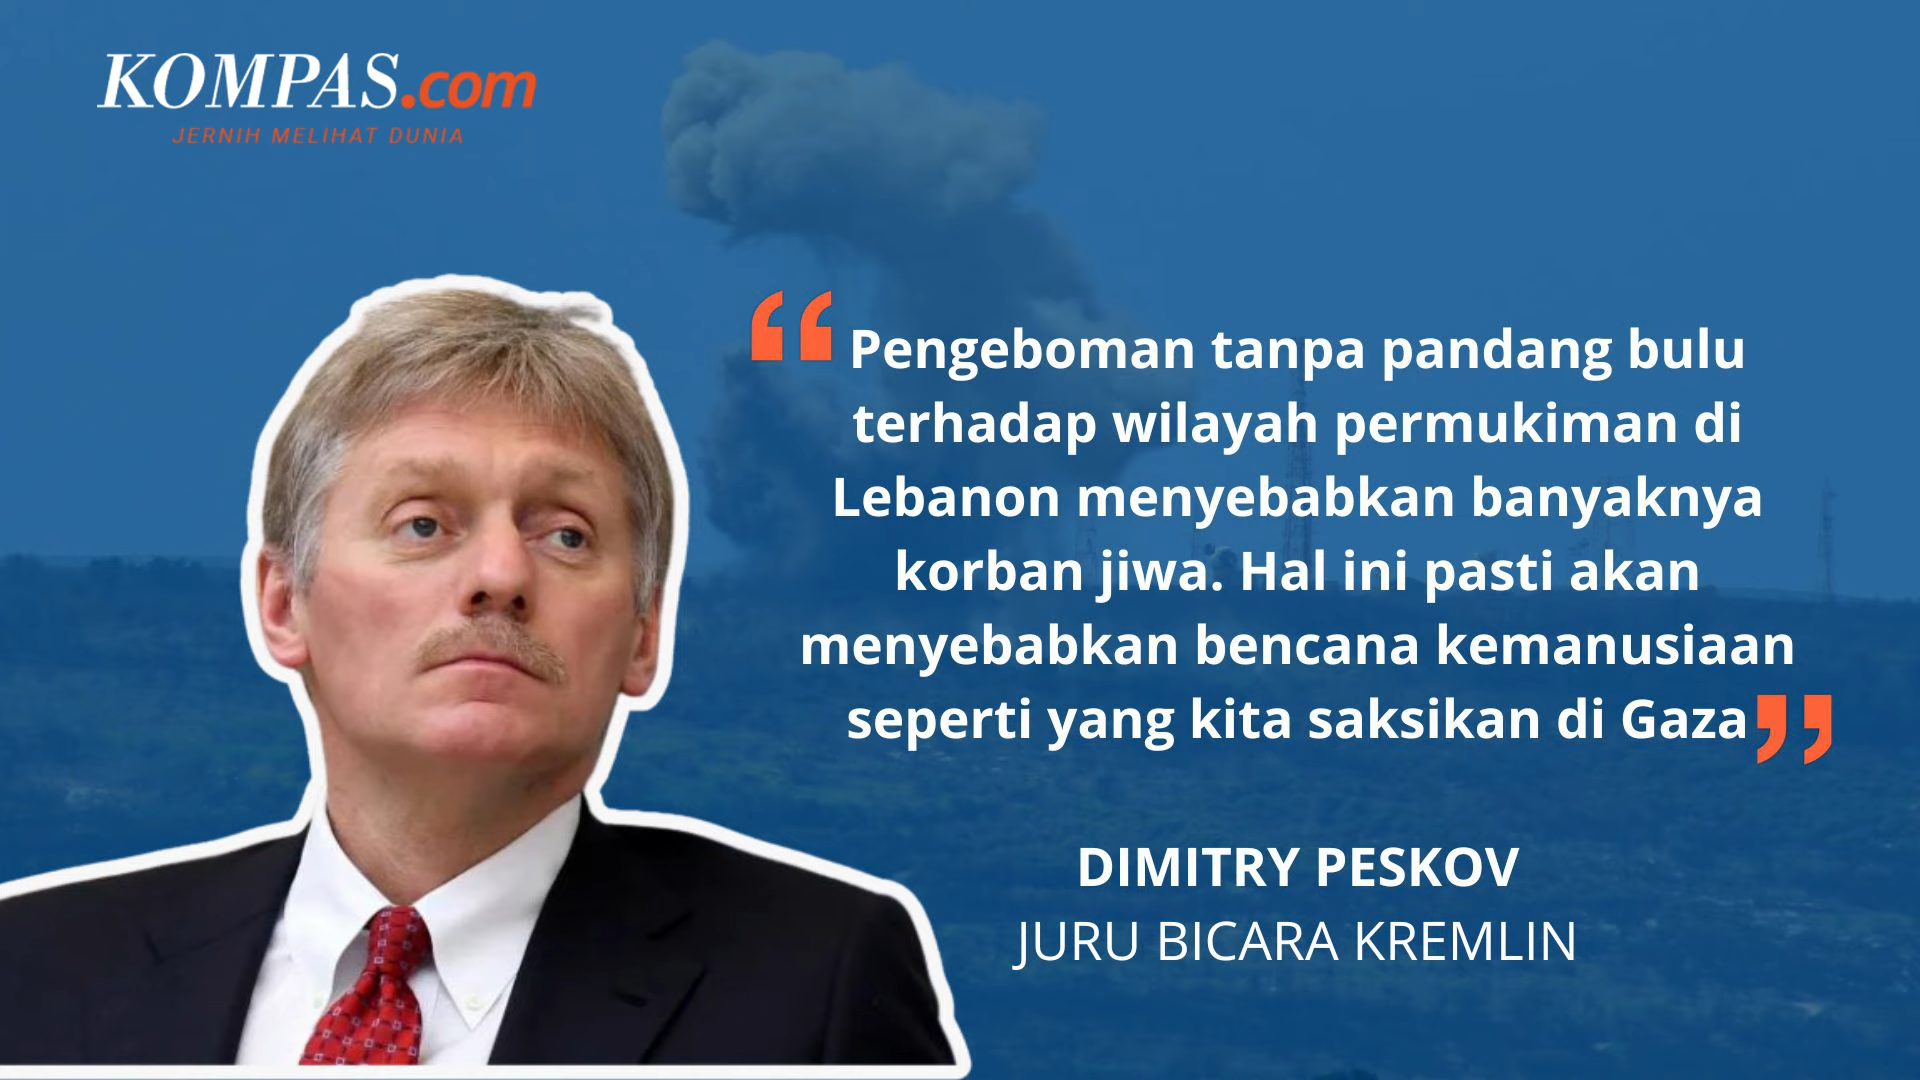 KOMPAS.com
JERNIH MELIHAT DUNIA
“Pengeboman tanpa pandang bulu
terhadap wilayah permukiman di
Lebanon menyebabkan banyaknya
korban jiwa. Hal ini pasti akan
menyebabkan bencana kemanusiaan
seperti yang kita saksikan di Gaza”
DIMITRY PESKOV
JURU BICARA KREMLIN